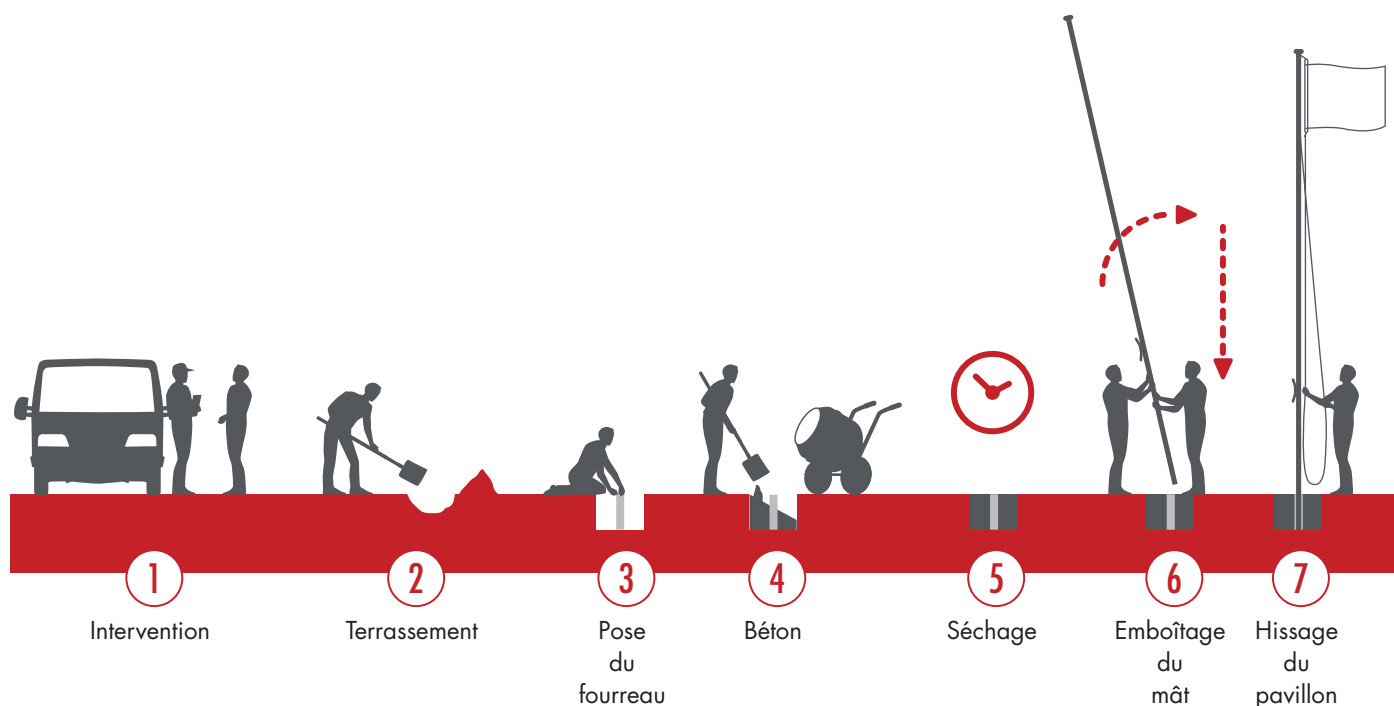 1
Intervention
2
Terrassement
3
Pose
du
fourreau
4
Béton
5
Séchage
6
Emboîtage
du
mât
7
Hissage
du
pavillon